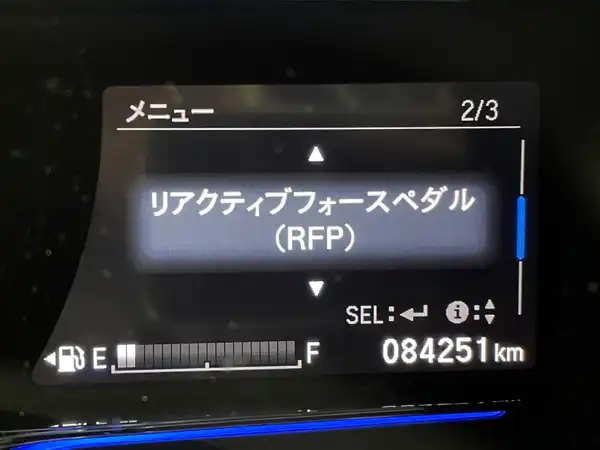 メニュー 2/3
▲
リアクティブフォースペダル
(RFP)
▼
SEL:↵ i:
E F 084251km